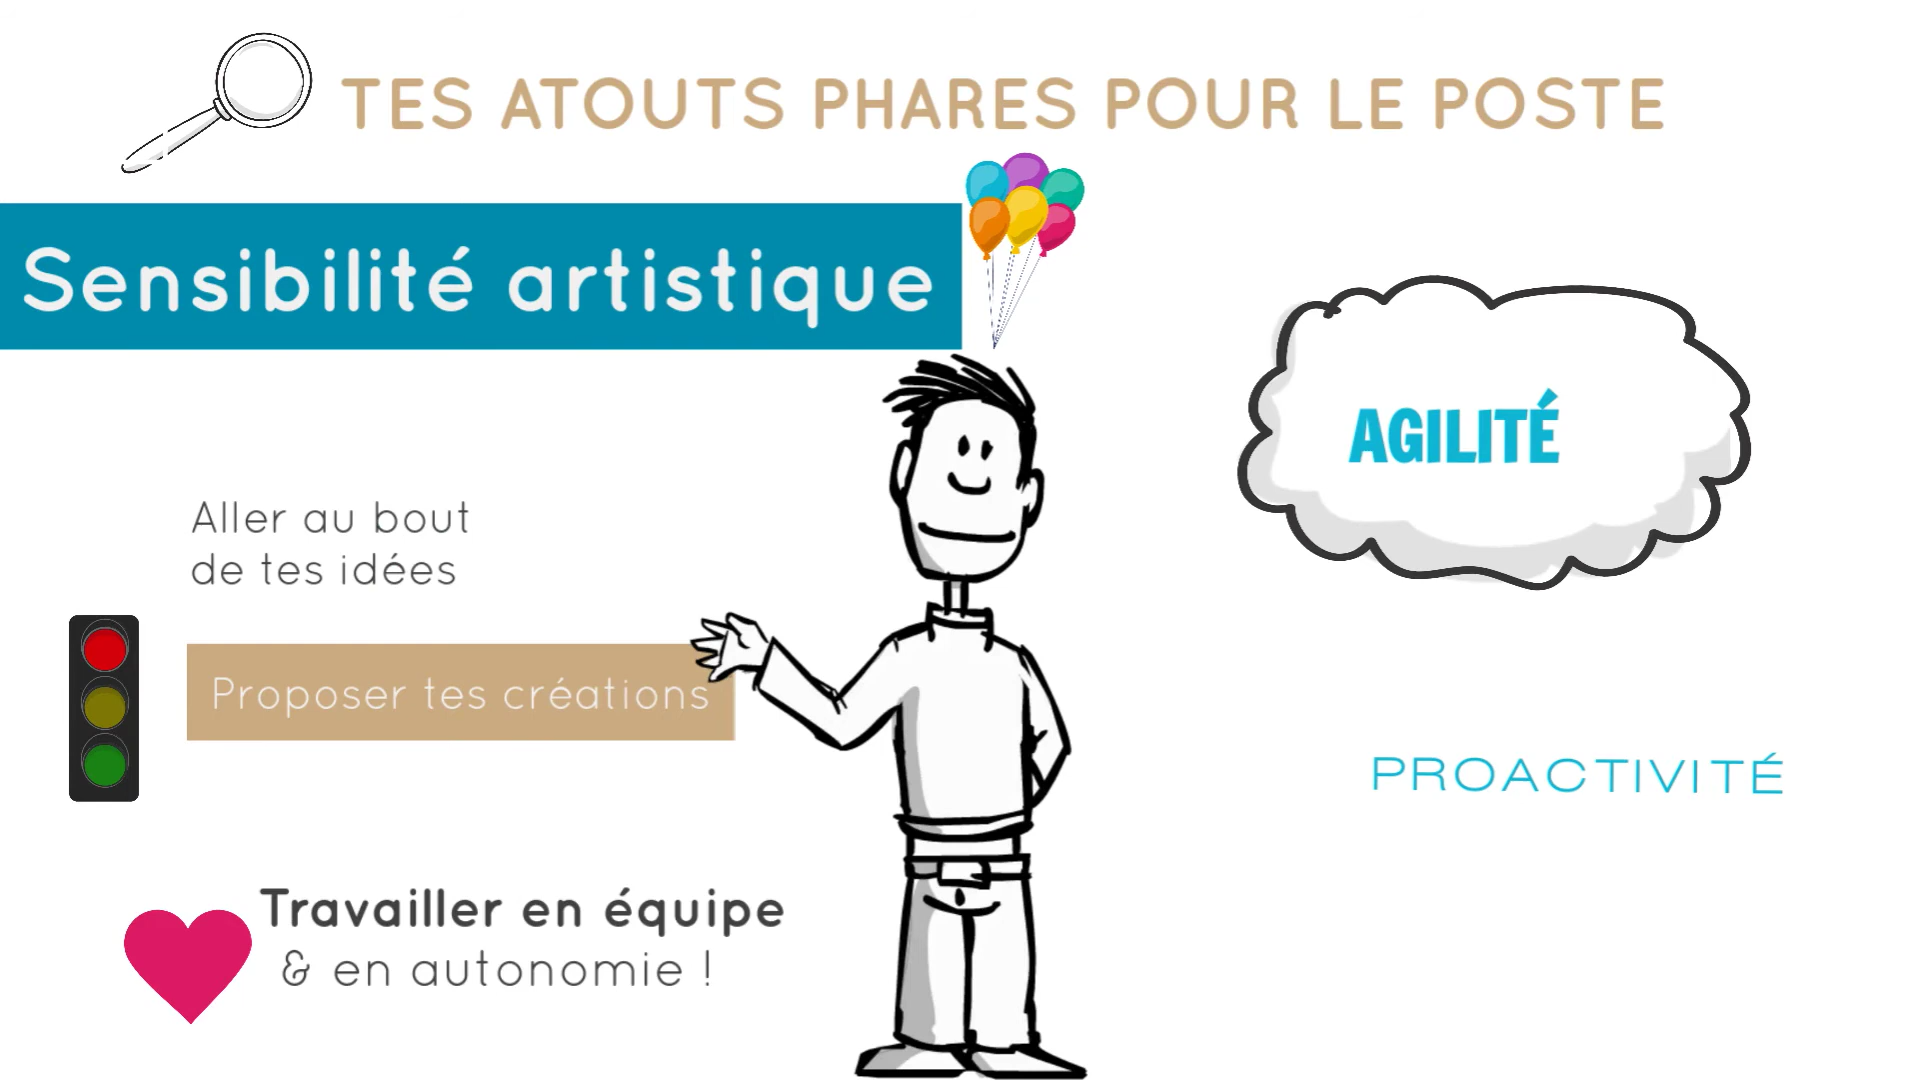 TES ATOUTS PHARES POUR LE POSTE
Sensibilité artistique
AGILITÉ
Aller au bout
de tes idées
Proposer tes créations
PROACTIVITÉ
Travailler en équipe
& en autonomie !